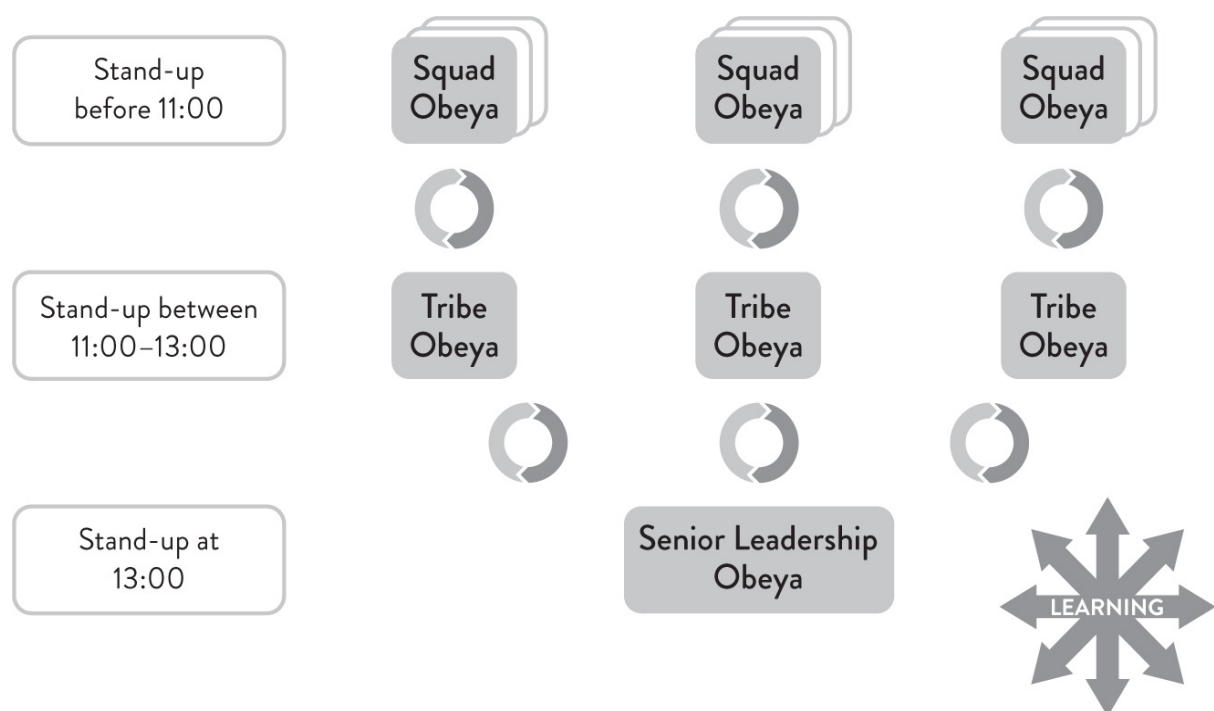 Stand-up
before 11:00
Squad
Obeya
Squad
Obeya
Squad
Obeya
Stand-up between
11:00–13:00
Tribe
Obeya
Tribe
Obeya
Tribe
Obeya
Stand-up at
13:00
Senior Leadership
Obeya
LEARNING